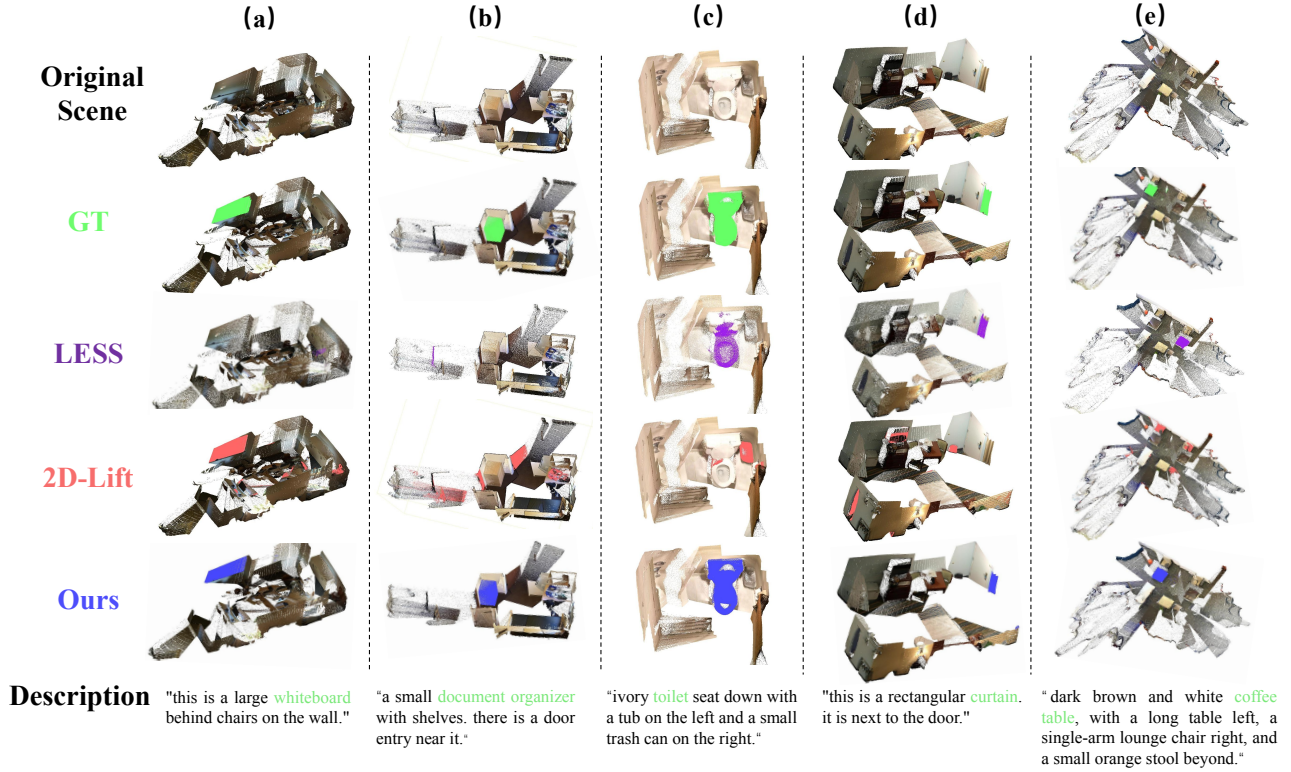 (a) (b) (c) (d) (e)
Original
Scene
GT
LESS
2D-Lift
Ours
Description
"this is a large whiteboard
behind chairs on the wall."
“a small document organizer
with shelves. there is a door
entry near it.“
“ivory toilet seat down with
a tub on the left and a small
trash can on the right.“
"this is a rectangular curtain.
it is next to the door."
“ dark brown and white coffee
table, with a long table left, a
single-arm lounge chair right, and
a small orange stool beyond.“